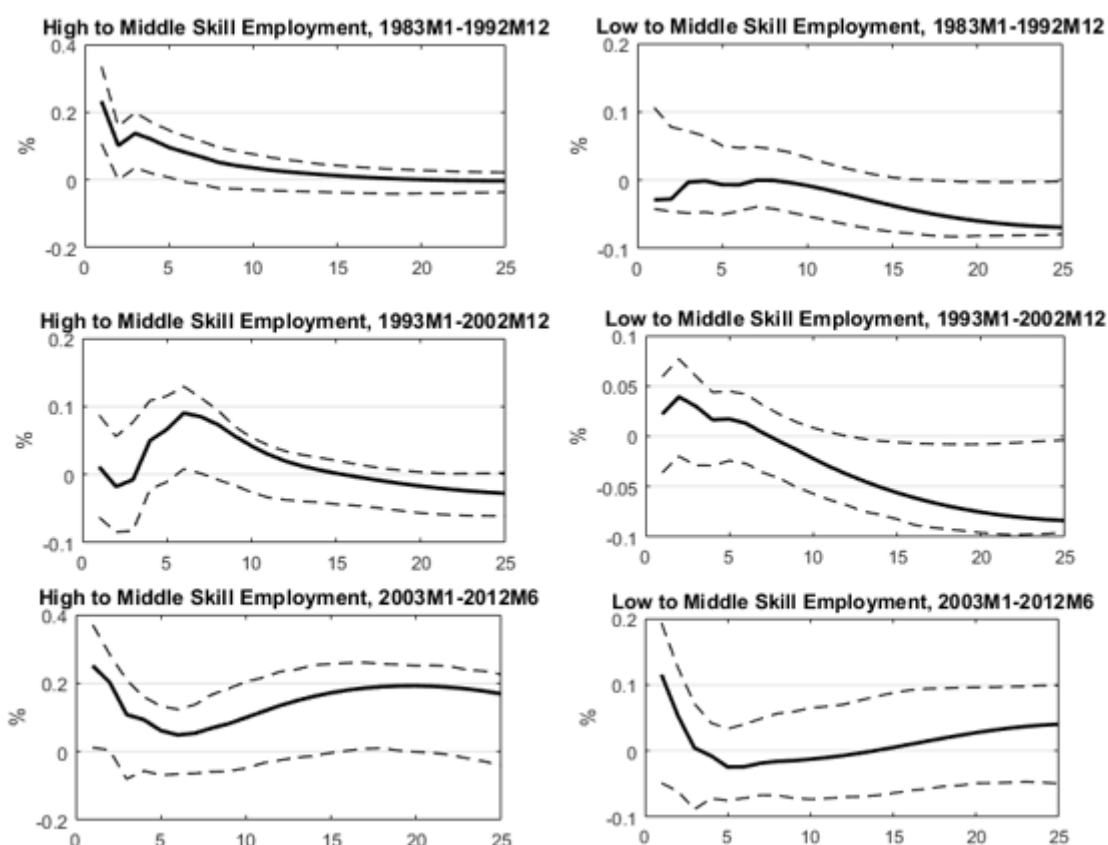 High to Middle Skill Employment, 1983M1-1992M12
0.4
0.2
0
-0.2
%
0 5 10 15 20 25
Low to Middle Skill Employment, 1983M1-1992M12
0.2
0.1
0
-0.1
%
0 5 10 15 20 25
High to Middle Skill Employment, 1993M1-2002M12
0.2
0.1
0
-0.1
%
0 5 10 15 20 25
Low to Middle Skill Employment, 1993M1-2002M12
0.1
0.05
0
-0.05
-0.1
%
0 5 10 15 20 25
High to Middle Skill Employment, 2003M1-2012M6
0.4
0.2
0
-0.2
%
0 5 10 15 20 25
Low to Middle Skill Employment, 2003M1-2012M6
0.2
0.1
0
-0.1
%
0 5 10 15 20 25